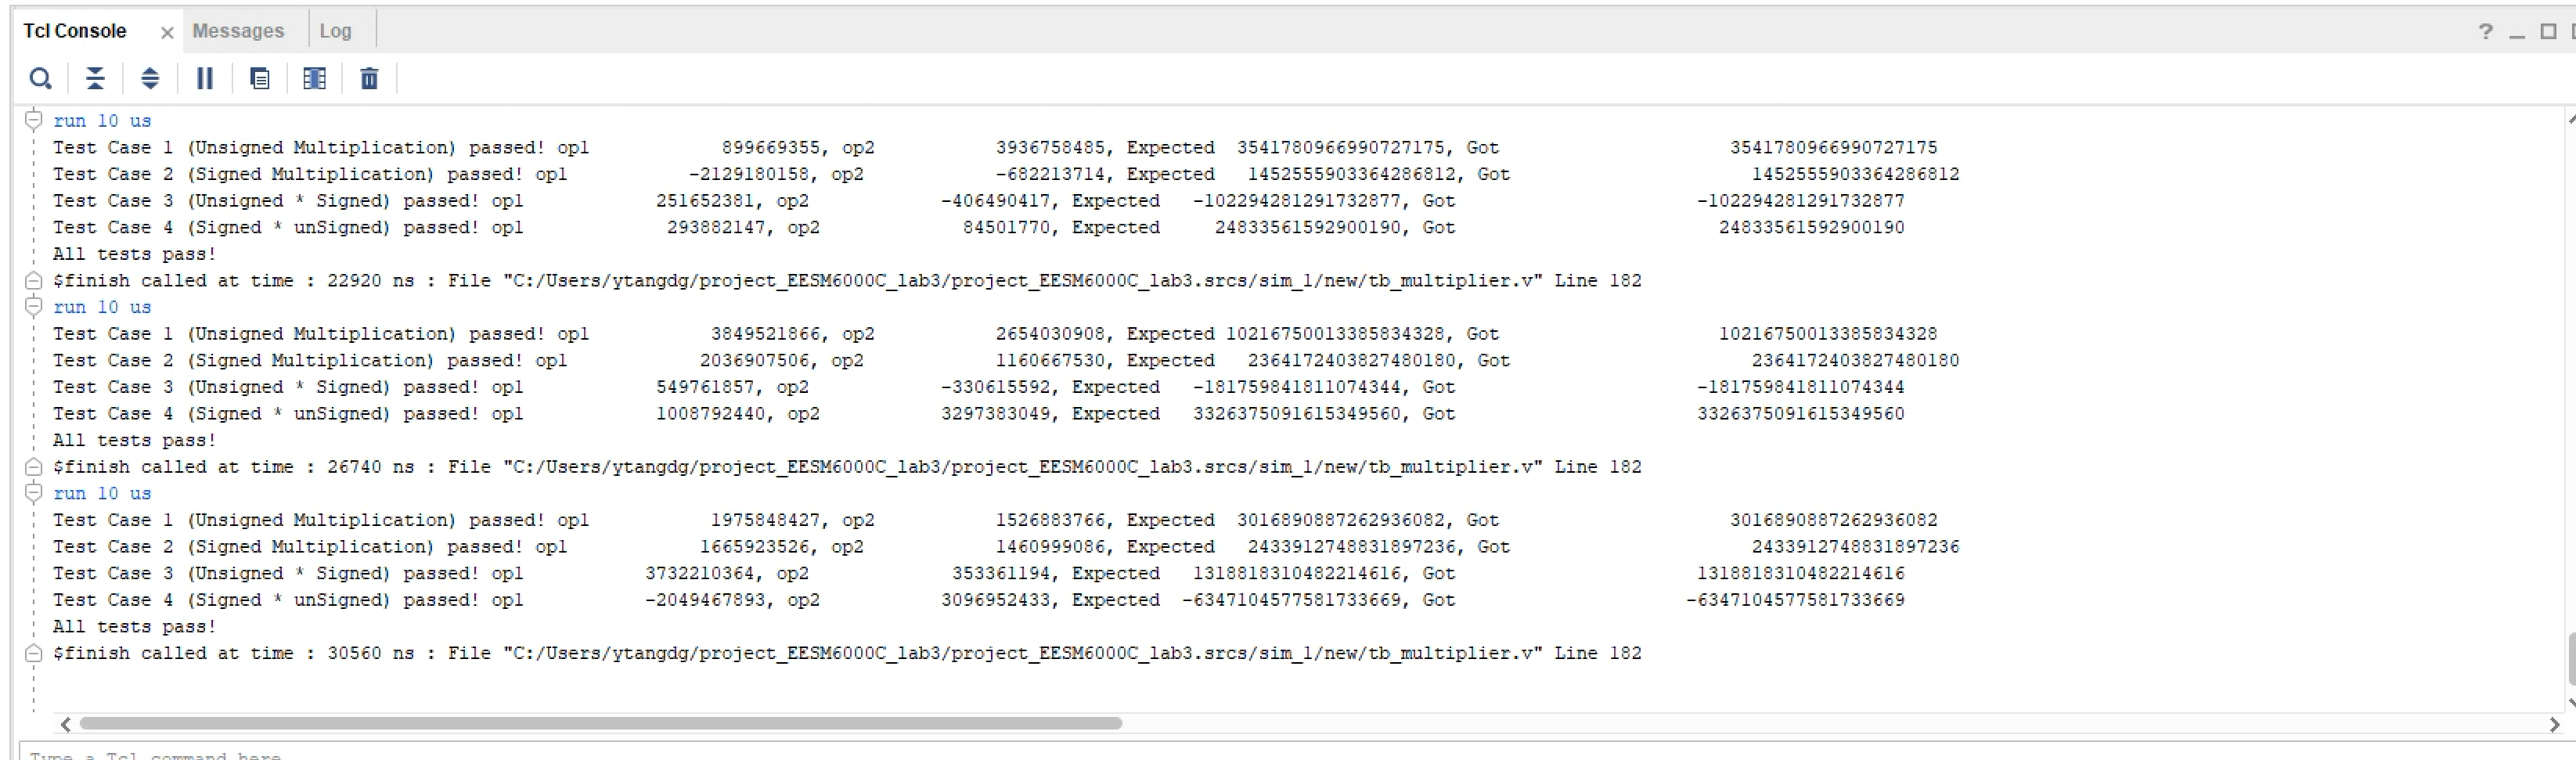 Tcl Console × Messages Log ?
run 10 us
Test Case 1 (Unsigned Multiplication) passed! op1 899669355, op2 3936758485, Expected 3541780966990727175, Got 3541780966990727175
Test Case 2 (Signed Multiplication) passed! op1 -2129180158, op2 -682213714, Expected 1452555903364286812, Got 1452555903364286812
Test Case 3 (Unsigned * Signed) passed! op1 251652381, op2 -406490417, Expected -102294281291732877, Got -102294281291732877
Test Case 4 (Signed * unSigned) passed! op1 293882147, op2 84501770, Expected 24833561592900190, Got 24833561592900190
All tests pass!
$finish called at time : 22920 ns : File "C:/Users/ytangdg/project_EESM6000C_lab3/project_EESM6000C_lab3.srcs/sim_1/new/tb_multiplier.v" Line 182
run 10 us
Test Case 1 (Unsigned Multiplication) passed! op1 3849521866, op2 2654030908, Expected 10216750013385834328, Got 10216750013385834328
Test Case 2 (Signed Multiplication) passed! op1 2036907506, op2 1160667530, Expected 2364172403827480180, Got 2364172403827480180
Test Case 3 (Unsigned * Signed) passed! op1 549761857, op2 -330615592, Expected -181759841811074344, Got -181759841811074344
Test Case 4 (Signed * unSigned) passed! op1 1008792440, op2 3297383049, Expected 3326375091615349560, Got 3326375091615349560
All tests pass!
$finish called at time : 26740 ns : File "C:/Users/ytangdg/project_EESM6000C_lab3/project_EESM6000C_lab3.srcs/sim_1/new/tb_multiplier.v" Line 182
run 10 us
Test Case 1 (Unsigned Multiplication) passed! op1 1975848427, op2 1526883766, Expected 3016890887262936082, Got 3016890887262936082
Test Case 2 (Signed Multiplication) passed! op1 1665923526, op2 1460999086, Expected 2433912748831897236, Got 2433912748831897236
Test Case 3 (Unsigned * Signed) passed! op1 3732210364, op2 353361194, Expected 1318818310482214616, Got 1318818310482214616
Test Case 4 (Signed * unSigned) passed! op1 -2049467893, op2 3096952433, Expected -6347104577581733669, Got -6347104577581733669
All tests pass!
$finish called at time : 30560 ns : File "C:/Users/ytangdg/project_EESM6000C_lab3/project_EESM6000C_lab3.srcs/sim_1/new/tb_multiplier.v" Line 182
Type a Tcl command here